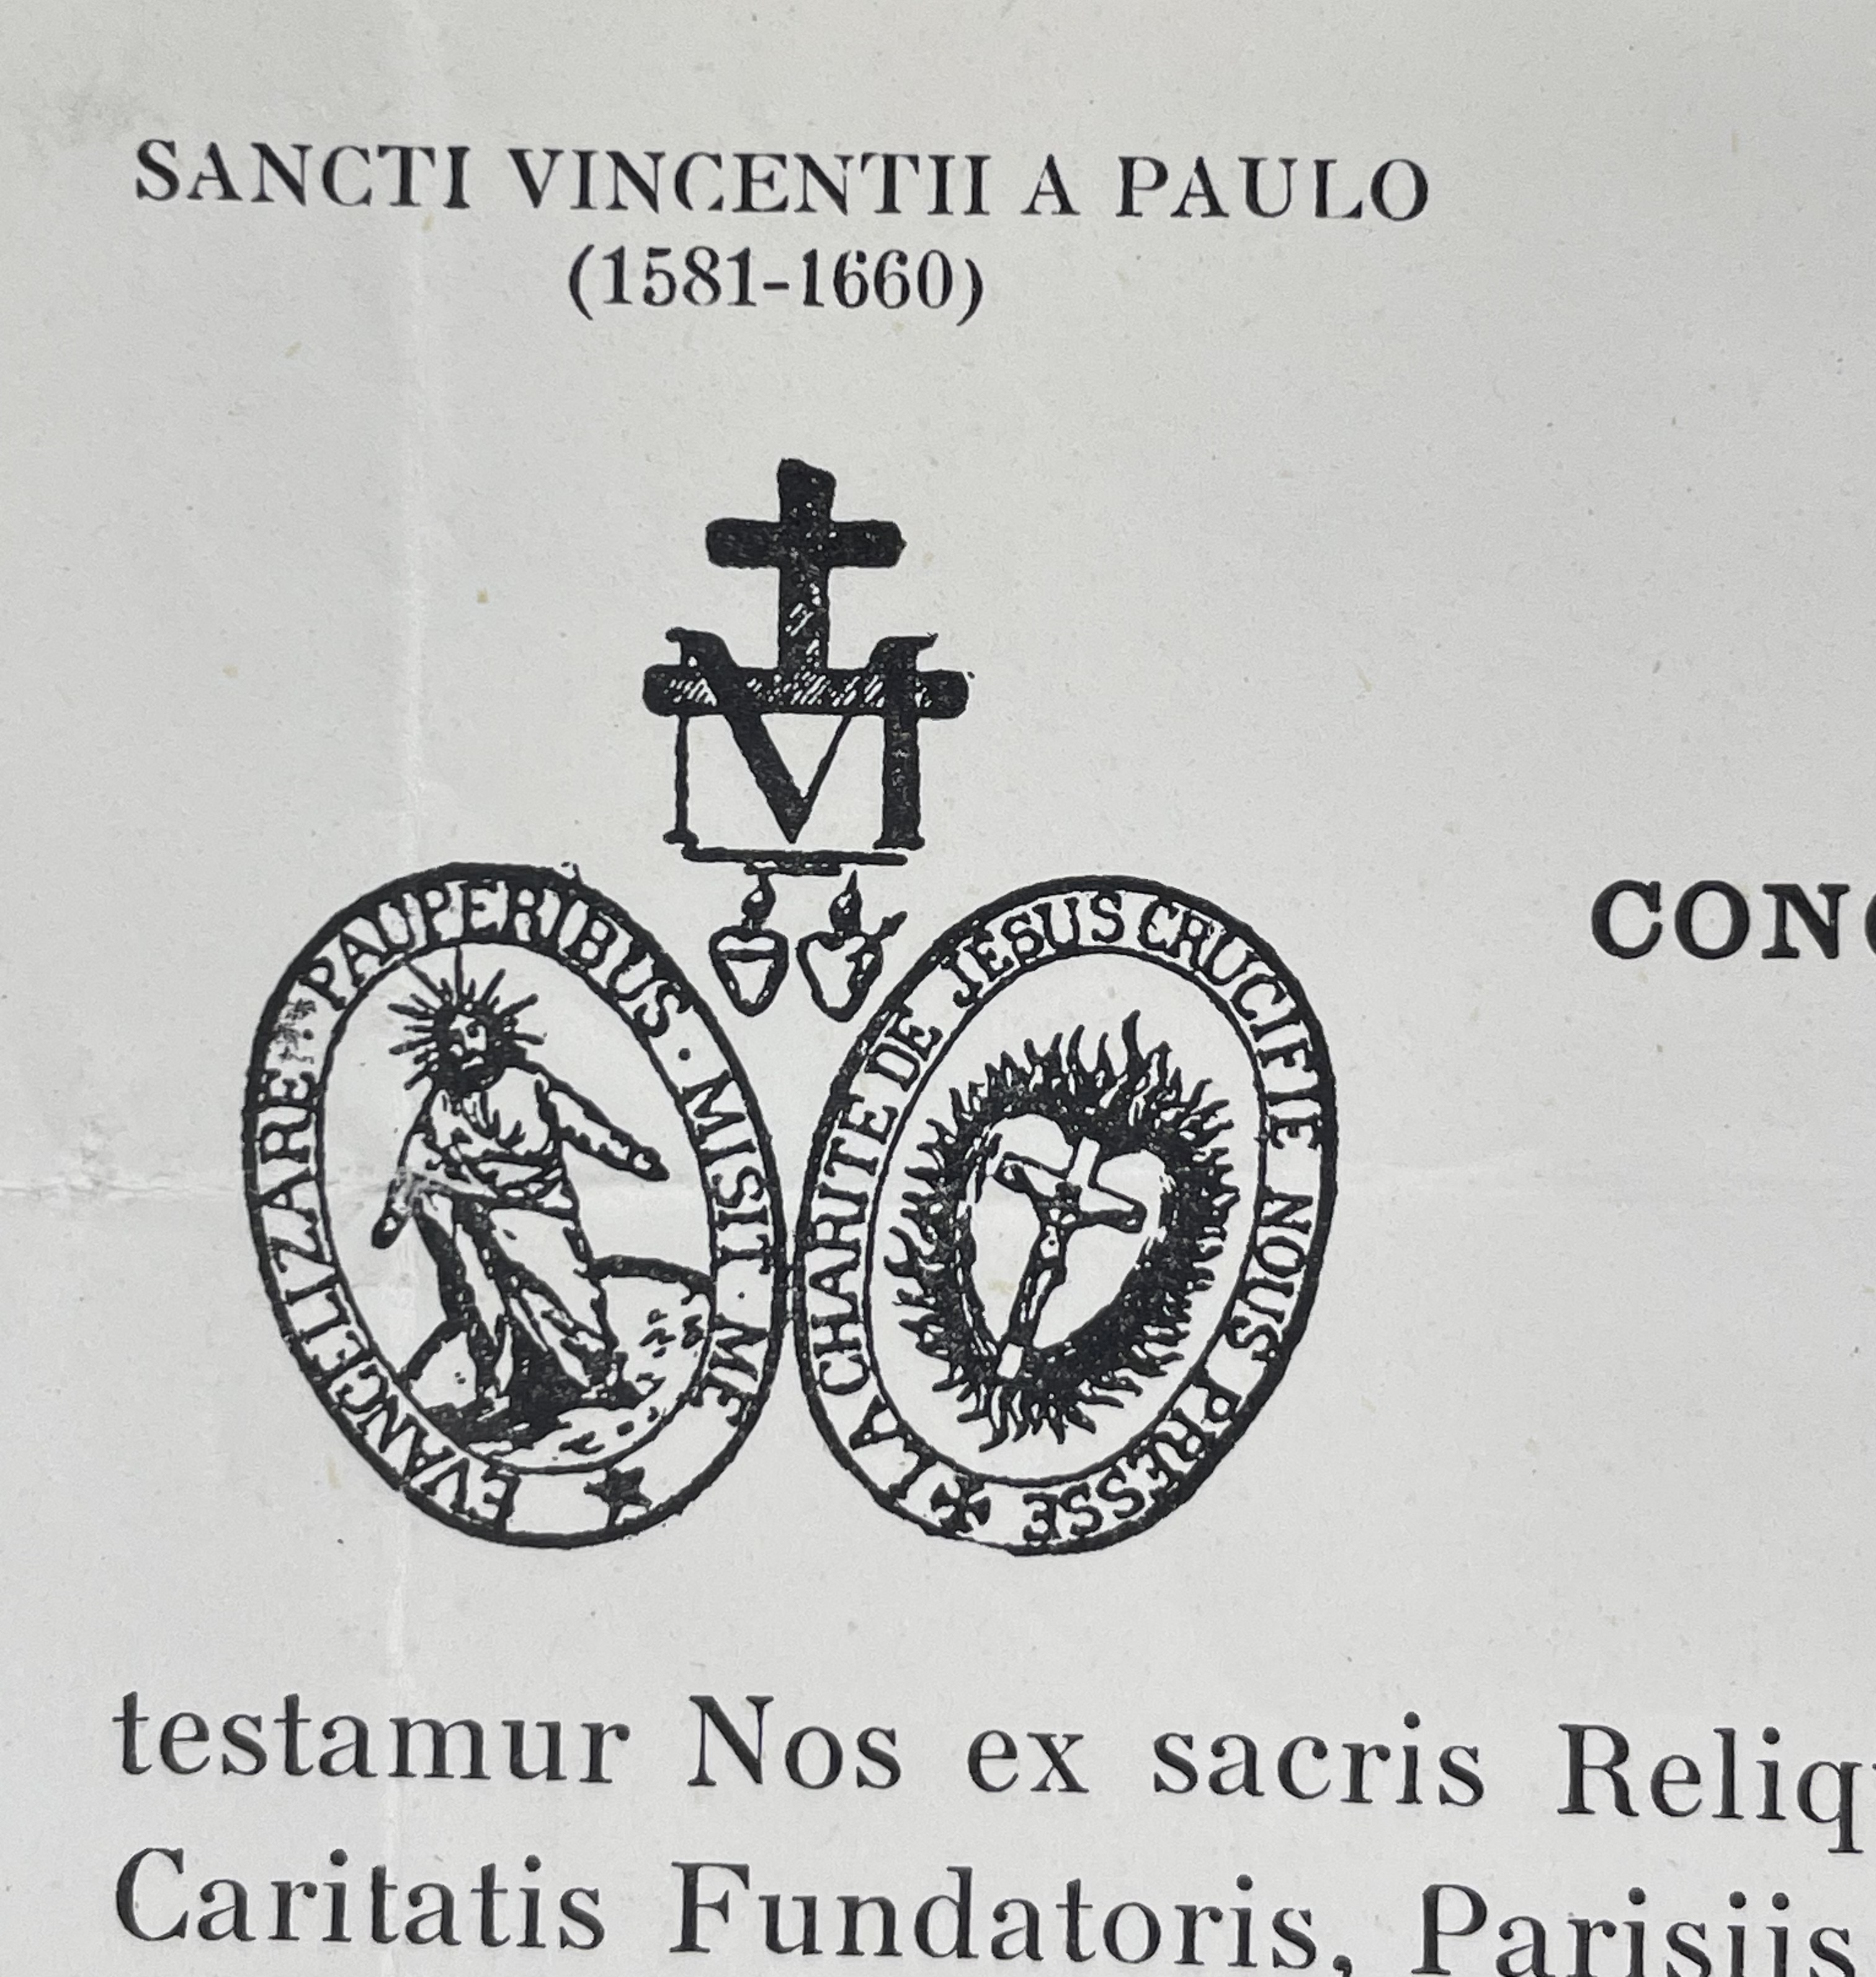 SANCTI VINCENTII A PAULO
(1581-1660)
M
EVANGELIZARE · PAUPERIBUS · MISIT · ME
LA CHARITE DE JESUS CRUCIFIE NOUS PRESSE
CON
testamur Nos ex sacris Reliq
Caritatis Fundatoris, Parisiis